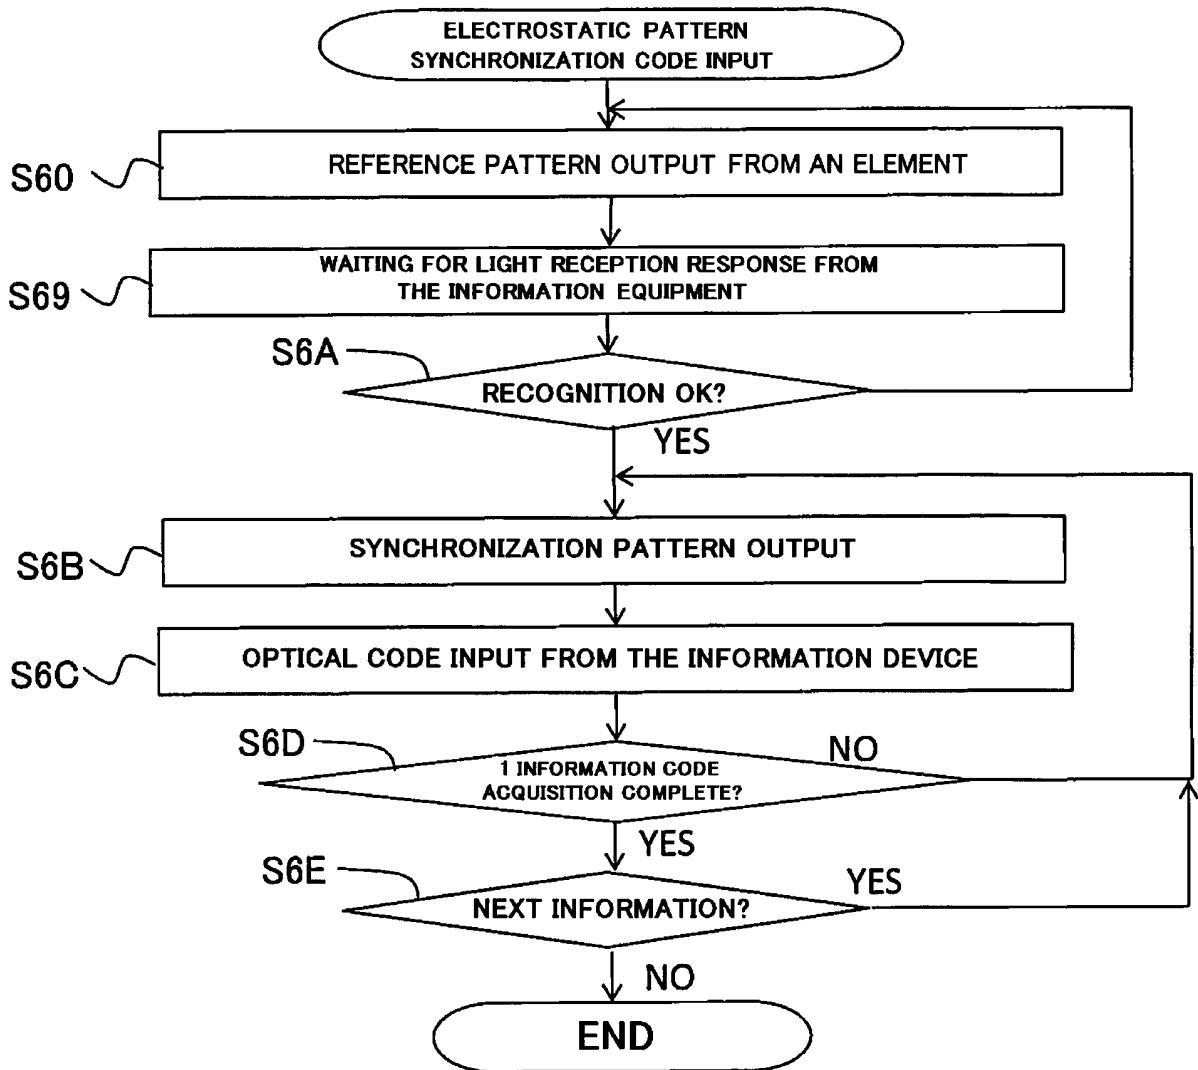 ELECTROSTATIC PATTERN
SYNCHRONIZATION CODE INPUT
S60
REFERENCE PATTERN OUTPUT FROM AN ELEMENT
S69
WAITING FOR LIGHT RECEPTION RESPONSE FROM
THE INFORMATION EQUIPMENT
S6A
RECOGNITION OK?
YES
S6B
SYNCHRONIZATION PATTERN OUTPUT
S6C
OPTICAL CODE INPUT FROM THE INFORMATION DEVICE
S6D
NO
1 INFORMATION CODE
ACQUISITION COMPLETE?
YES
S6E
YES
NEXT INFORMATION?
NO
END